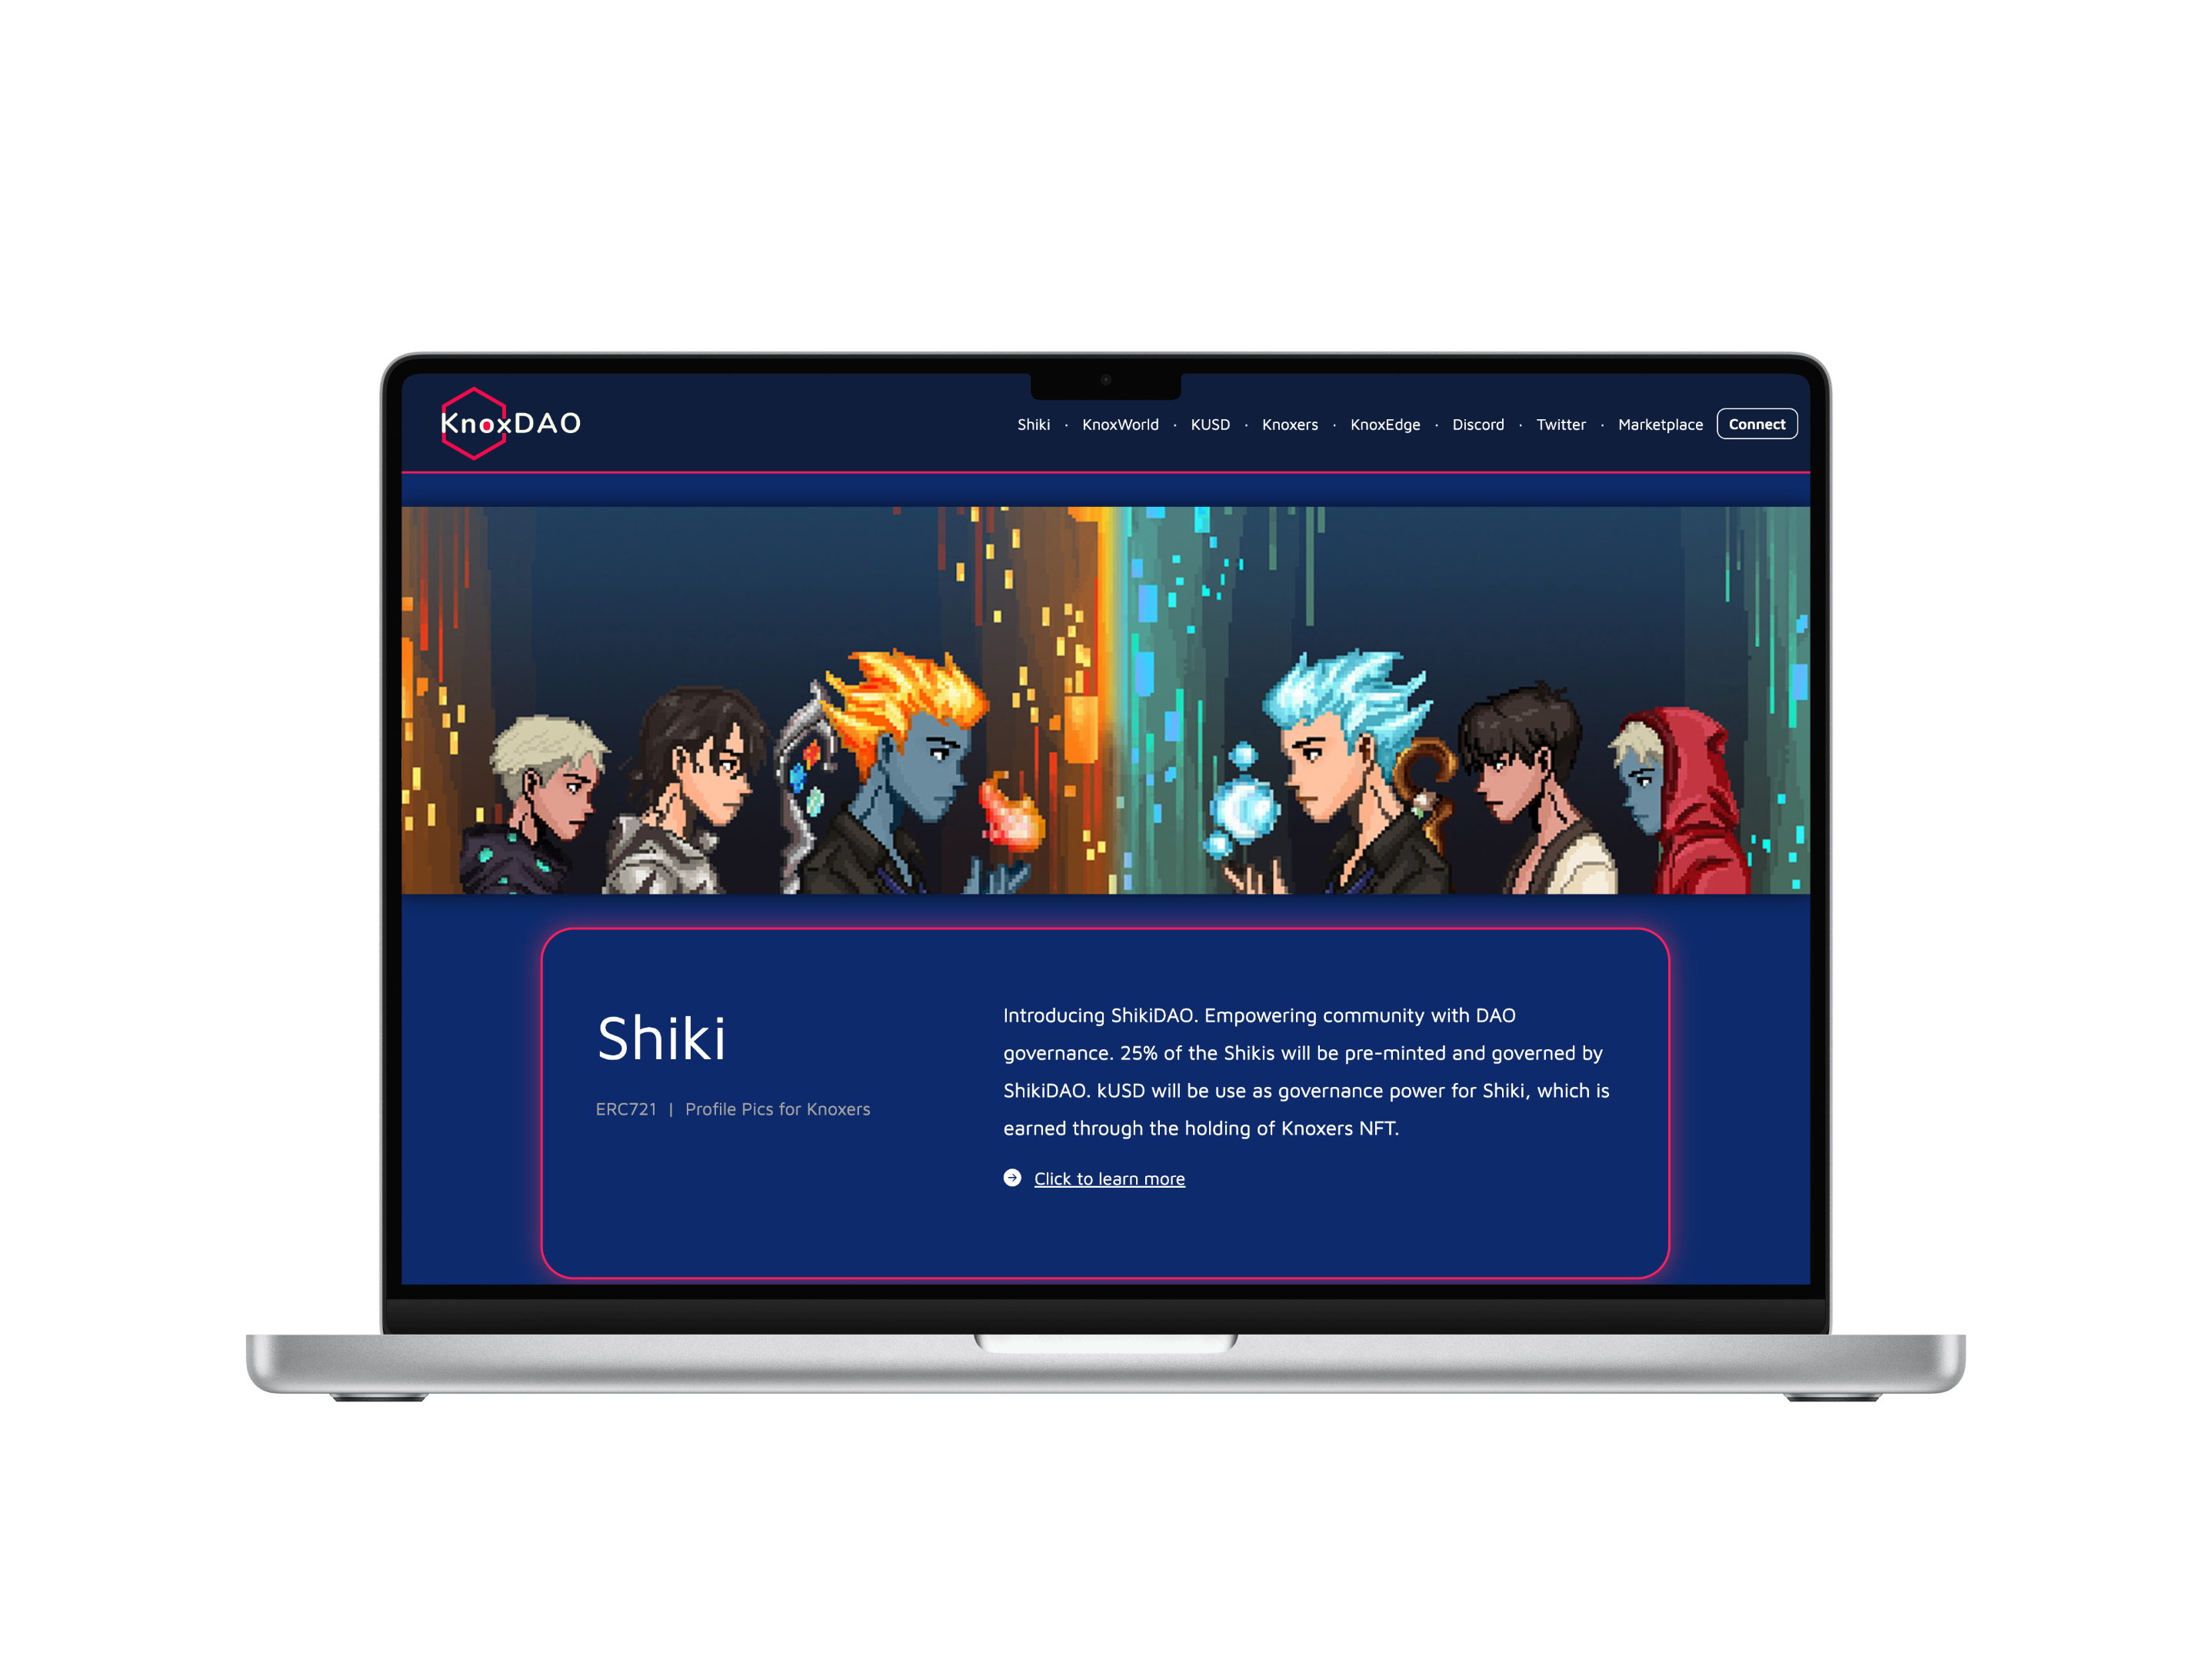 KnoxDAO
Shiki · KnoxWorld · KUSD · Knoxers · KnoxEdge · Discord · Twitter · Marketplace Connect
Shiki
ERC721 | Profile Pics for Knoxers
Introducing ShikiDAO. Empowering community with DAO
governance. 25% of the Shikis will be pre-minted and governed by
ShikiDAO. kUSD will be use as governance power for Shiki, which is
earned through the holding of Knoxers NFT.
Click to learn more